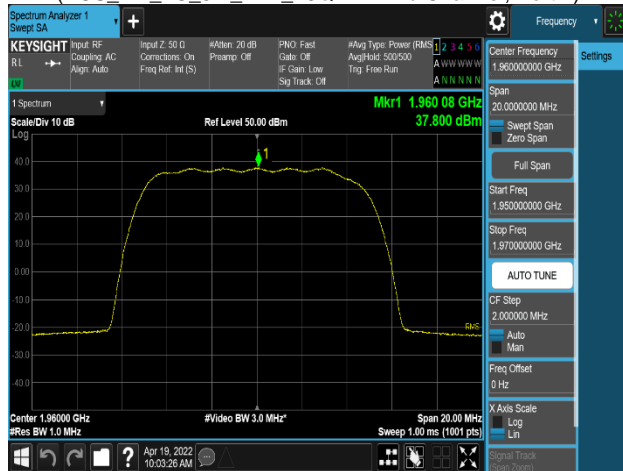 Spectrum Analyzer 1
Swept SA
+
Frequency
KEYSIGHT
R L
Align: Auto
Input: RF
Coupling: AC
Input Z: 50 Ω
Corrections: On
Freq Ref: Int (S)
#Atten: 20 dB
Preamp: Off
PNO: Fast
Gate: Off
IF Gain: Low
Sig Track: Off
#Avg Type: Power (RMS
Avg|Hold: 500/500
Trig: Free Run
1 2 3 4 5 6
A W W W W W
A N N N N N
Center Frequency
1.960000000 GHz
Settings
Span
20.0000000 MHz
Swept Span
Zero Span
Full Span
Start Freq
1.950000000 GHz
Stop Freq
1.970000000 GHz
AUTO TUNE
CF Step
2.000000 MHz
Auto
Man
Freq Offset
0 Hz
X Axis Scale
Log
Lin
Signal Track
(Span Zoom)
1 Spectrum
Scale/Div 10 dB
Log
Ref Level 50.00 dBm
Mkr1 1.960 08 GHz
37.800 dBm
1
40.0
30.0
20.0
10.0
0.00
-10.0
-20.0
-30.0
-40.0
RMS
Center 1.96000 GHz
#Video BW 3.0 MHz*
Span 20.00 MHz
#Res BW 1.0 MHz
Sweep 1.00 ms (1001 pts)
?
Apr 19, 2022
10:03:26 AM